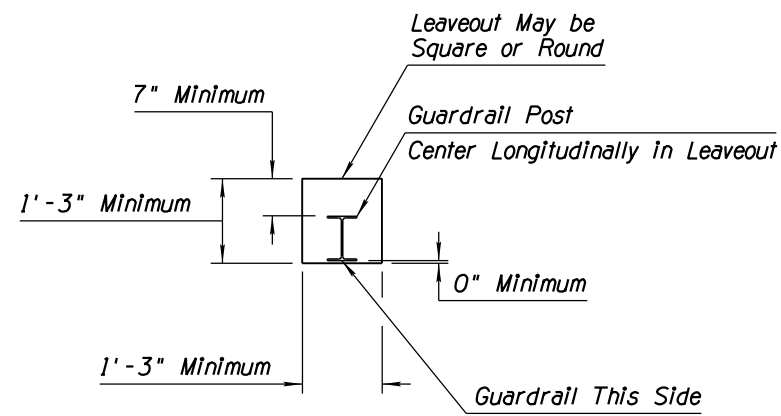 Leaveout May be
Square or Round
7" Minimum
Guardrail Post
Center Longitudinally in Leaveout
1'-3" Minimum
0" Minimum
1'-3" Minimum
Guardrail This Side